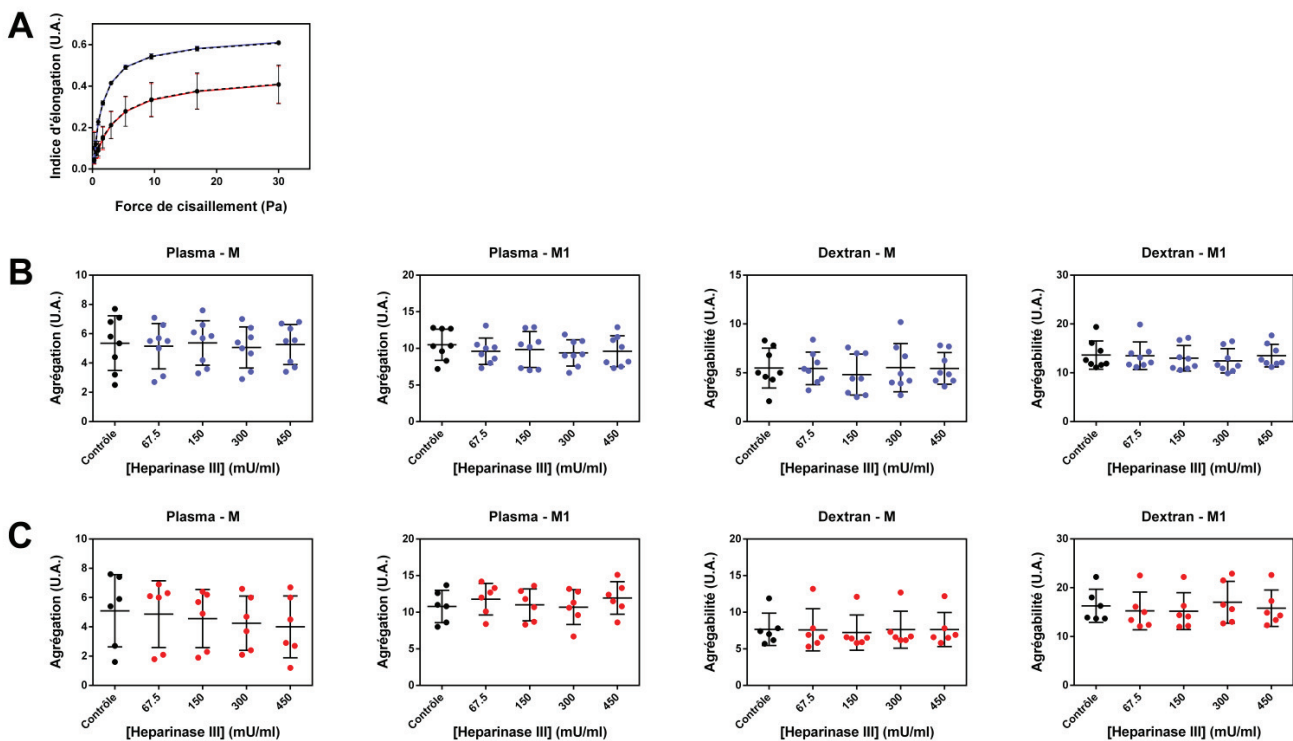 A
Indice d'élongation (U.A.)
0.6
0.4
0.2
0.0
0 10 20 30
Force de cisaillement (Pa)
B
Plasma - M
Agrégation (U.A.)
10
8
6
4
2
0
Contrôle 67.5 150 300 450
[Heparinase III] (mU/ml)
Plasma - M1
Agrégation (U.A.)
20
15
10
5
0
Contrôle 67.5 150 300 450
[Heparinase III] (mU/ml)
Dextran - M
Agrégabilité (U.A.)
15
10
5
0
Contrôle 67.5 150 300 450
[Heparinase III] (mU/ml)
Dextran - M1
Agrégabilité (U.A.)
30
20
10
0
Contrôle 67.5 150 300 450
[Heparinase III] (mU/ml)
C
Plasma - M
Agrégation (U.A.)
10
8
6
4
2
0
Contrôle 67.5 150 300 450
[Heparinase III] (mU/ml)
Plasma - M1
Agrégation (U.A.)
20
15
10
5
0
Contrôle 67.5 150 300 450
[Heparinase III] (mU/ml)
Dextran - M
Agrégabilité (U.A.)
20
15
10
5
0
Contrôle 67.5 150 300 450
[Heparinase III] (mU/ml)
Dextran - M1
Agrégabilité (U.A.)
30
20
10
0
Contrôle 67.5 150 300 450
[Heparinase III] (mU/ml)